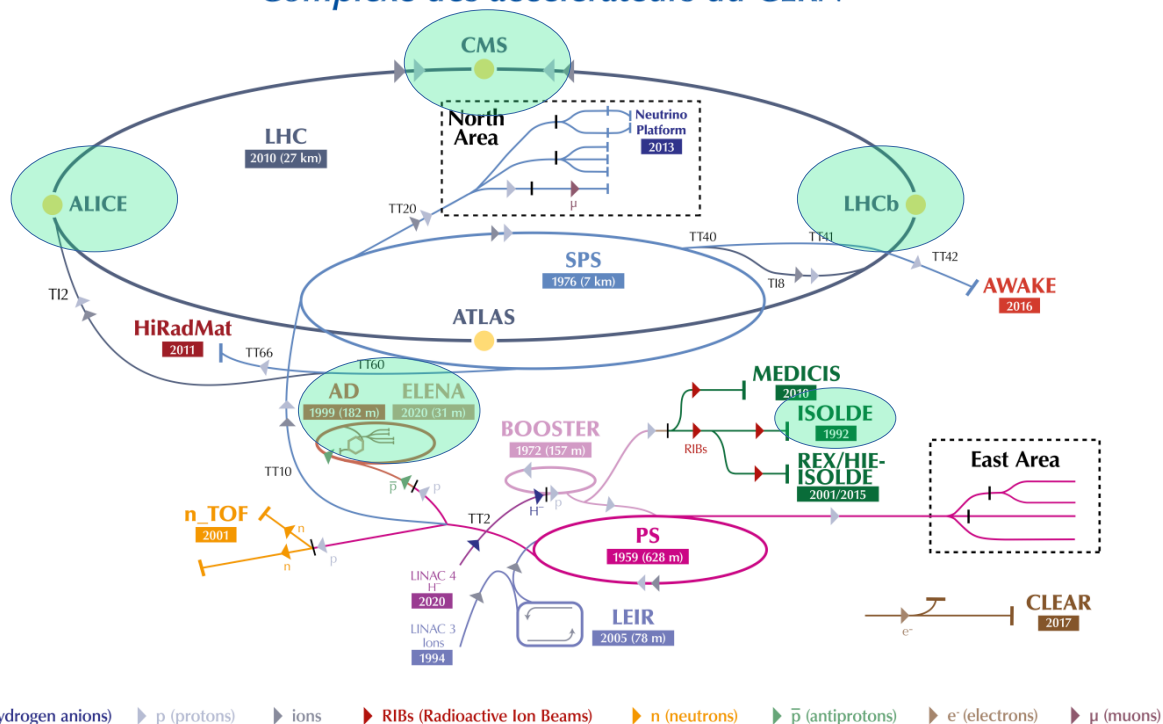 CMS
North
Area
Neutrino
Platform
2013
LHC
2010 (27 km)
ALICE
LHCb
μ
TT20
TT40
TT41
TT42
SPS
1976 (7 km)
TI8
AWAKE
2016
TI2
ATLAS
HiRadMat
2011
TT66
TT60
AD
1999 (182 m)
ELENA
2020 (31 m)
MEDICIS
2010
ISOLDE
1992
BOOSTER
1972 (157 m)
RIBs
REX/HIE-
ISOLDE
2001/2015
East Area
TT10
p̅
p
H⁻
p
TT2
n_TOF
2001
n
n
p
PS
1959 (628 m)
LINAC 4
H⁻
2020
LINAC 3
Ions
1994
LEIR
2005 (78 m)
CLEAR
2017
e⁻
ydrogen anions)
p (protons)
ions
RIBs (Radioactive Ion Beams)
n (neutrons)
p̅ (antiprotons)
e⁻ (electrons)
μ (muons)